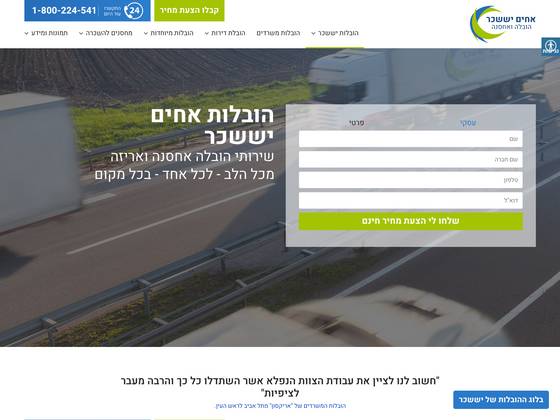 אחים יששכר
הובלה ואחסנה
קבלו הצעת מחיר
התקשרו
עוד היום
24
1-800-224-541
הובלות יששכר
הובלות משרדים
הובלת דירות
הובלות מיוחדות
מחסנים להשכרה
תמונות ומידע
נגישות
הובלות אחים
יששכר
שירותי הובלה אחסנה ואריזה
מכל הלב - לכל אחד - בכל מקום
עסקי
פרטי
שם
שם חברה
טלפון
דוא"ל
שלחו לי הצעת מחיר חינם
"חשוב לנו לציין את עבודת הצוות הנפלא אשר השתדלו כל כך והרבה מעבר
לציפיות"
הובלות המשרדים של "אריקסון" מתל אביב לראש העין.
בלוג ההובלות של יששכר